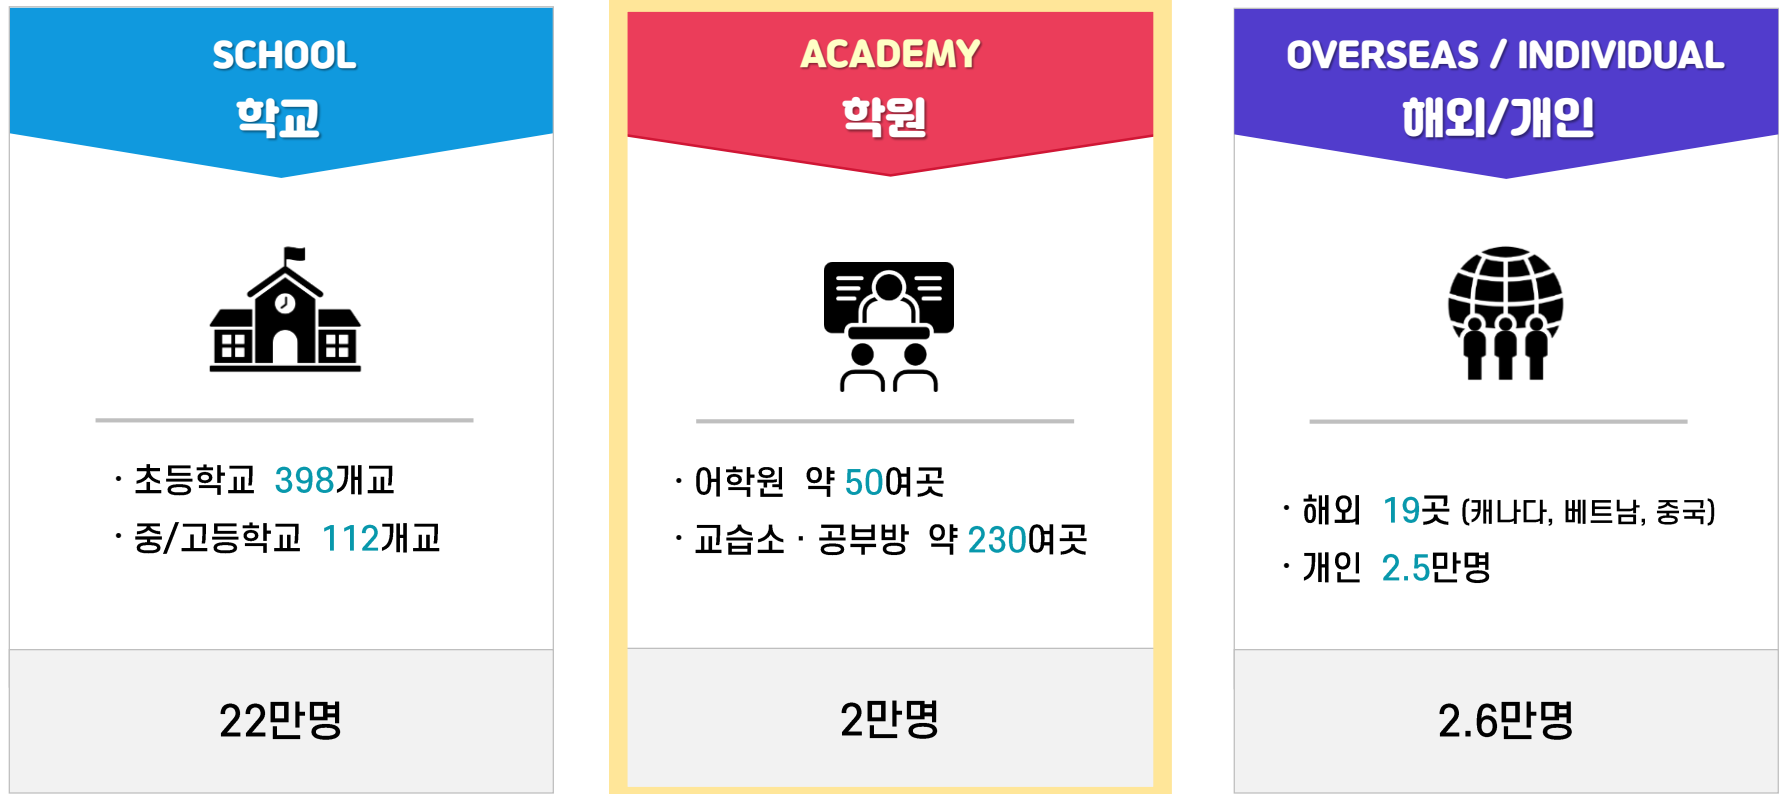 SCHOOL
학교
· 초등학교 398개교
· 중/고등학교 112개교
22만명
ACADEMY
학원
· 어학원 약 50여곳
· 교습소 · 공부방 약 230여곳
2만명
OVERSEAS / INDIVIDUAL
해외/개인
· 해외 19곳 (캐나다, 베트남, 중국)
· 개인 2.5만명
2.6만명